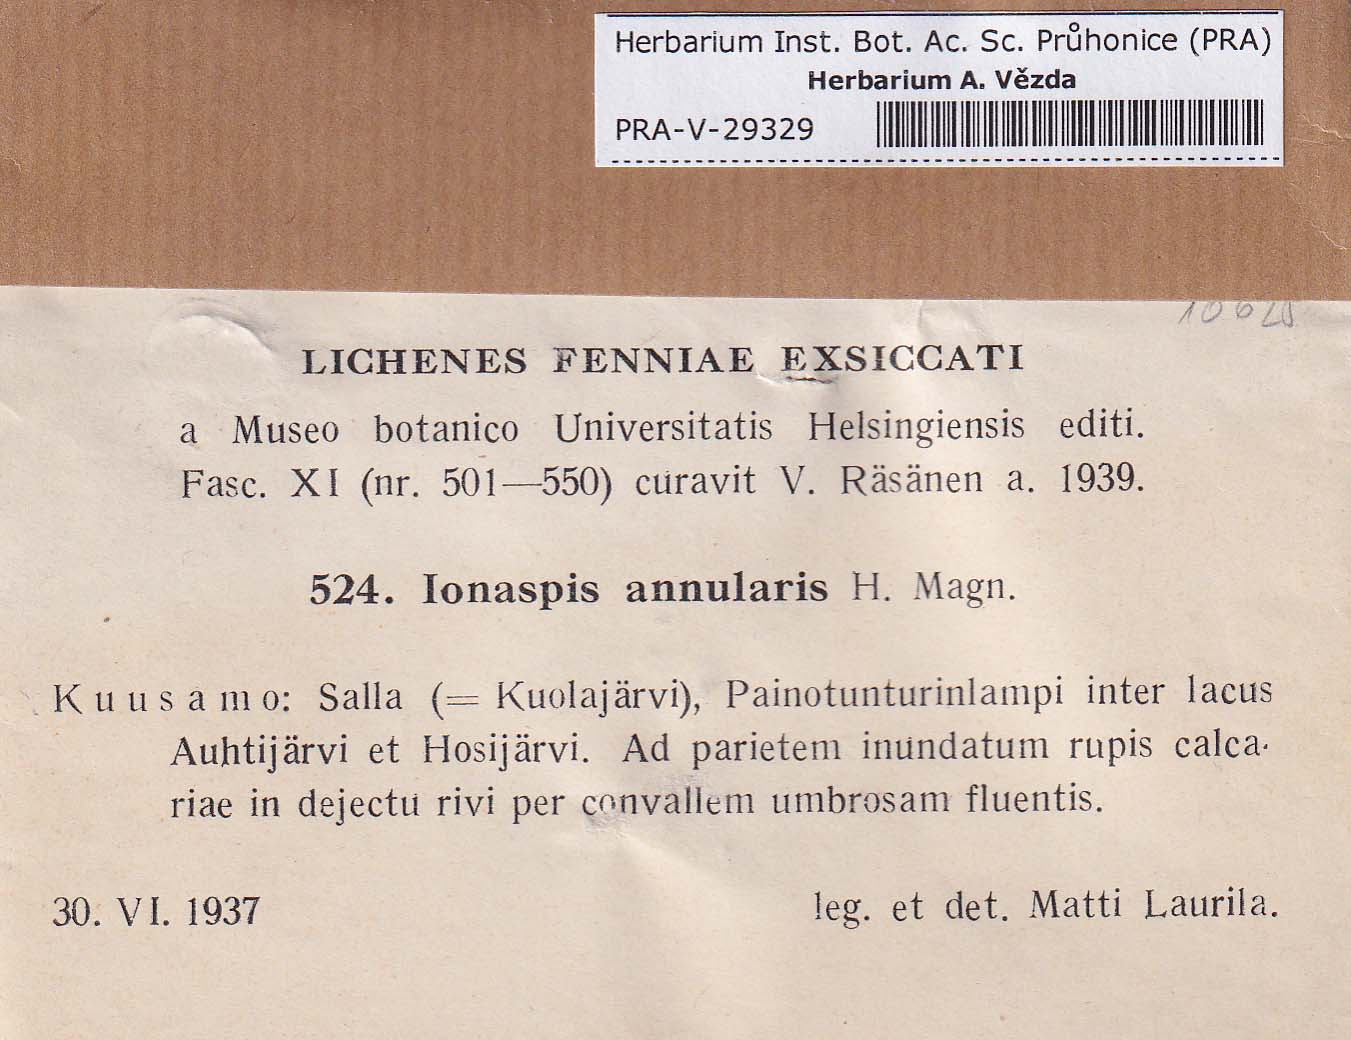 Herbarium Inst. Bot. Ac. Sc. Průhonice (PRA)
Herbarium A. Vězda
PRA-V-29329
LICHENES FENNIAE EXSICCATI
a Museo botanico Universitatis Helsingiensis editi.
Fasc. XI (nr. 501—550) curavit V. Räsänen a. 1939.
524. Ionaspis annularis H. Magn.
Kuusamo: Salla (= Kuolajärvi), Painotunturinlampi inter lacus
Auhtijärvi et Hosijärvi. Ad parietem inundatum rupis calca-
riae in dejectu rivi per convallem umbrosam fluentis.
30. VI. 1937
leg. et det. Matti Laurila.